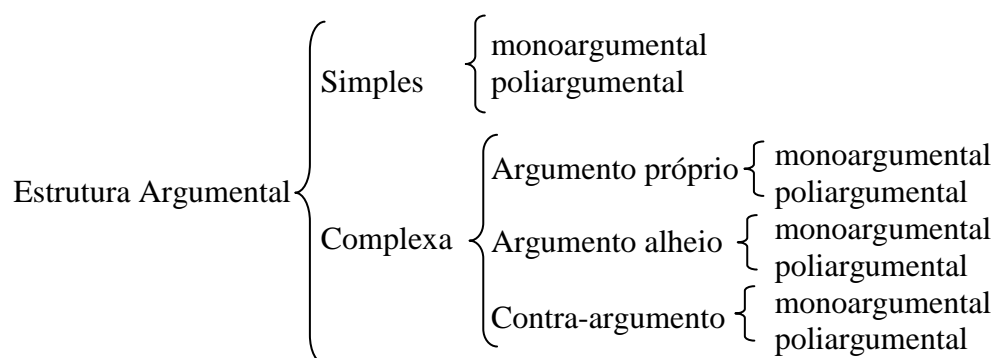 Estrutura Argumental
Simples
monoargumental
poliargumental
Complexa
Argumento próprio
monoargumental
poliargumental
Argumento alheio
monoargumental
poliargumental
Contra-argumento
monoargumental
poliargumental